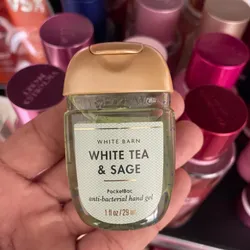 WHITE BARN
WHITE TEA
& SAGE
PocketBac
anti-bacterial hand gel
1 fl oz / 29 mL